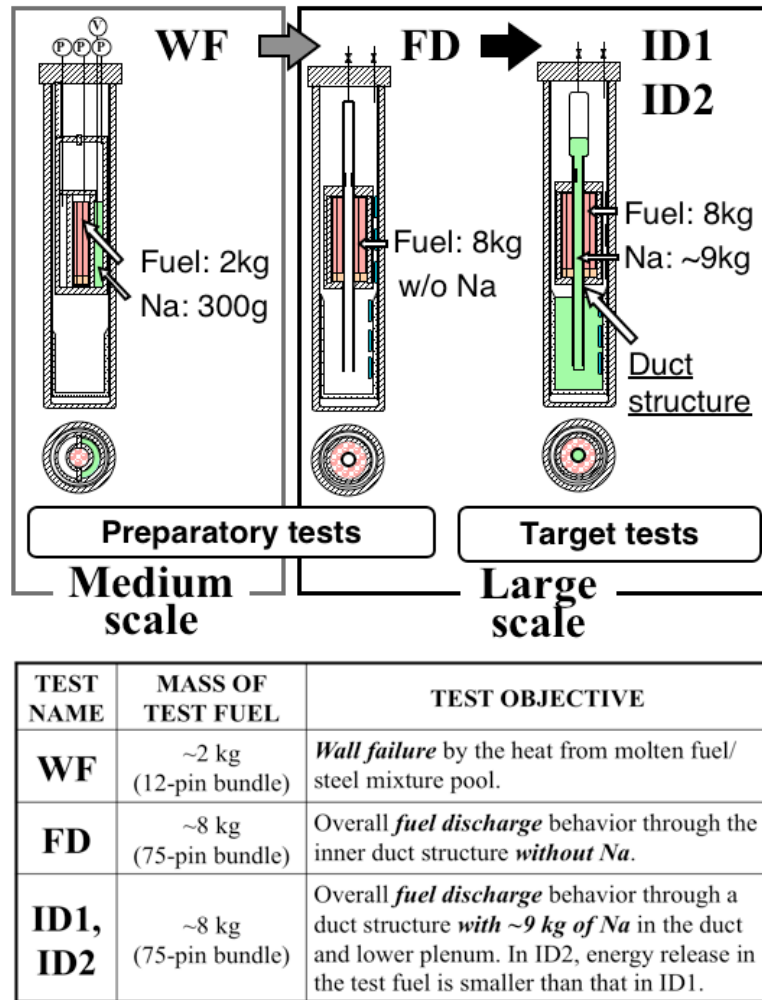 V
P P P
WF
FD
ID1
ID2
Fuel: 2kg
Na: 300g
Fuel: 8kg
w/o Na
Fuel: 8kg
Na: ~9kg
Duct
structure
Preparatory tests
Target tests
Medium
scale
Large
scale
TEST
NAME
MASS OF
TEST FUEL
TEST OBJECTIVE
WF
~2 kg
(12-pin bundle)
Wall failure by the heat from molten fuel/
steel mixture pool.
FD
~8 kg
(75-pin bundle)
Overall fuel discharge behavior through the
inner duct structure without Na.
ID1,
ID2
~8 kg
(75-pin bundle)
Overall fuel discharge behavior through a
duct structure with ~9 kg of Na in the duct
and lower plenum. In ID2, energy release in
the test fuel is smaller than that in ID1.